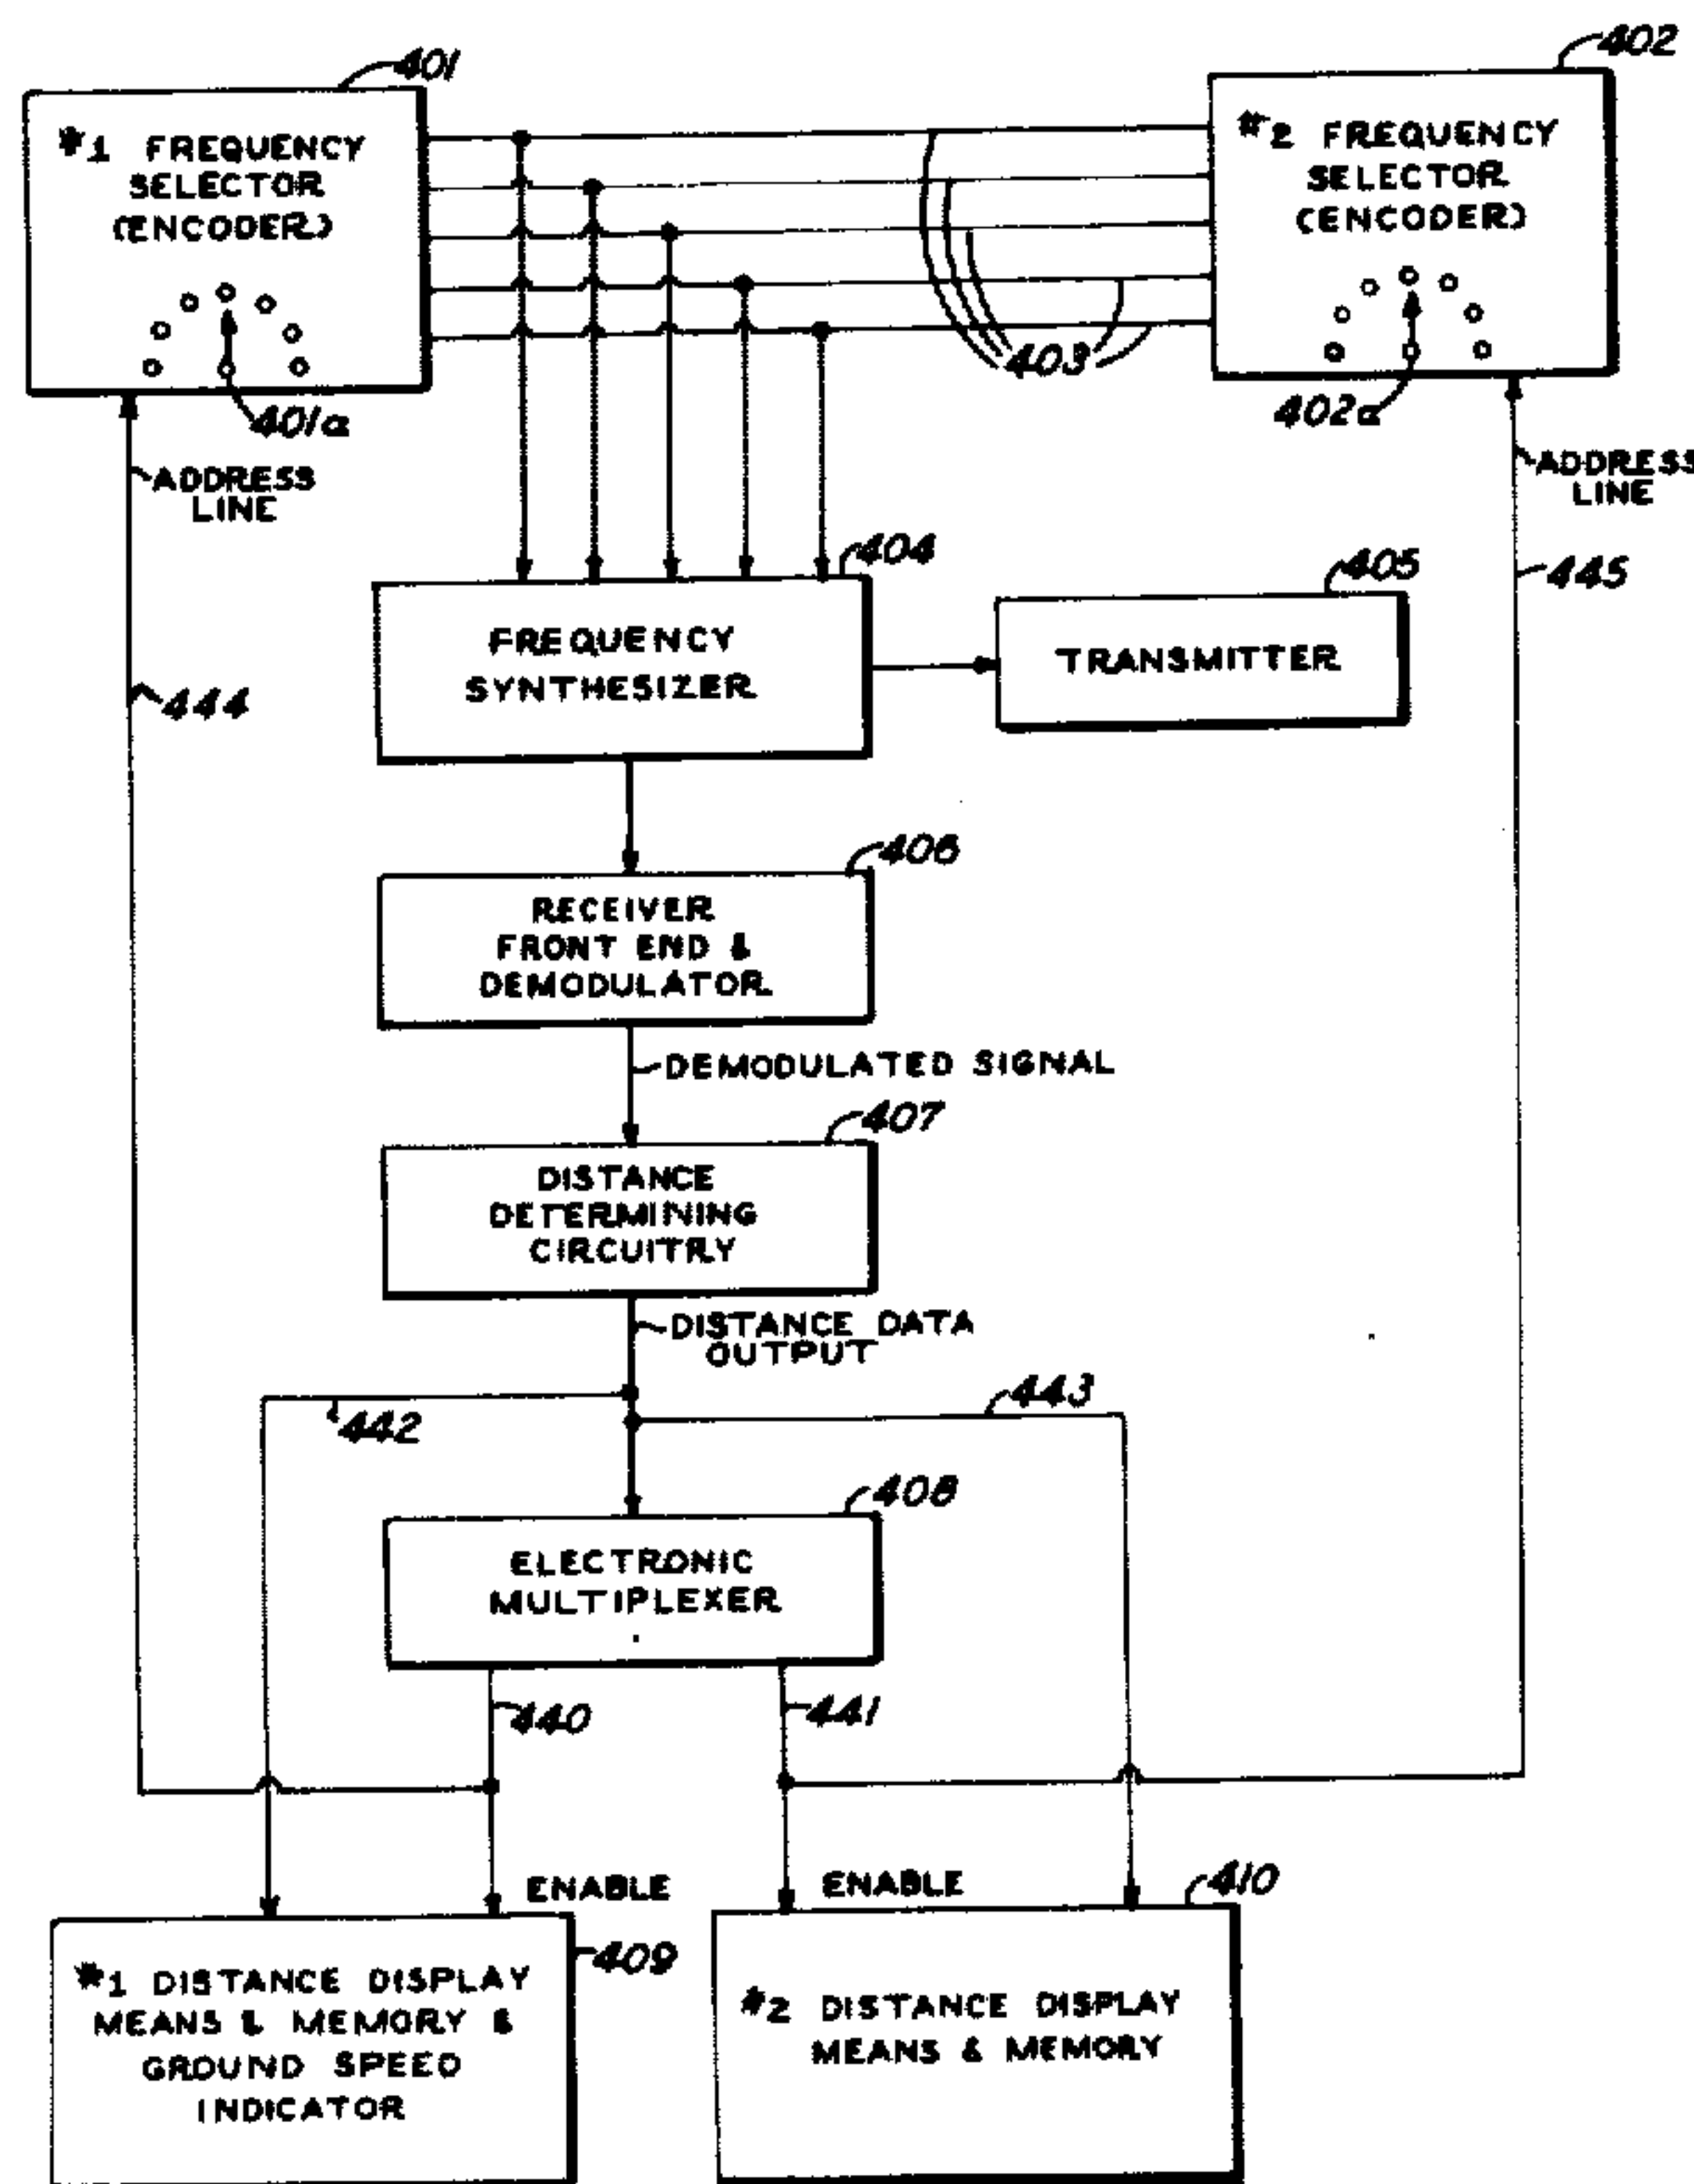 401
402
#1 FREQUENCY
SELECTOR
(ENCODER)
#2 FREQUENCY
SELECTOR
(ENCODER)
403
401a
402a
ADDRESS
LINE
ADDRESS
LINE
404
405
445
FREQUENCY
SYNTHESIZER
TRANSMITTER
444
406
RECEIVER
FRONT END &
DEMODULATOR
DEMODULATED SIGNAL
407
DISTANCE
DETERMINING
CIRCUITRY
DISTANCE DATA
OUTPUT
442
443
408
ELECTRONIC
MULTIPLEXER
440
441
ENABLE
ENABLE
410
409
#1 DISTANCE DISPLAY
MEANS & MEMORY &
GROUND SPEED
INDICATOR
#2 DISTANCE DISPLAY
MEANS & MEMORY